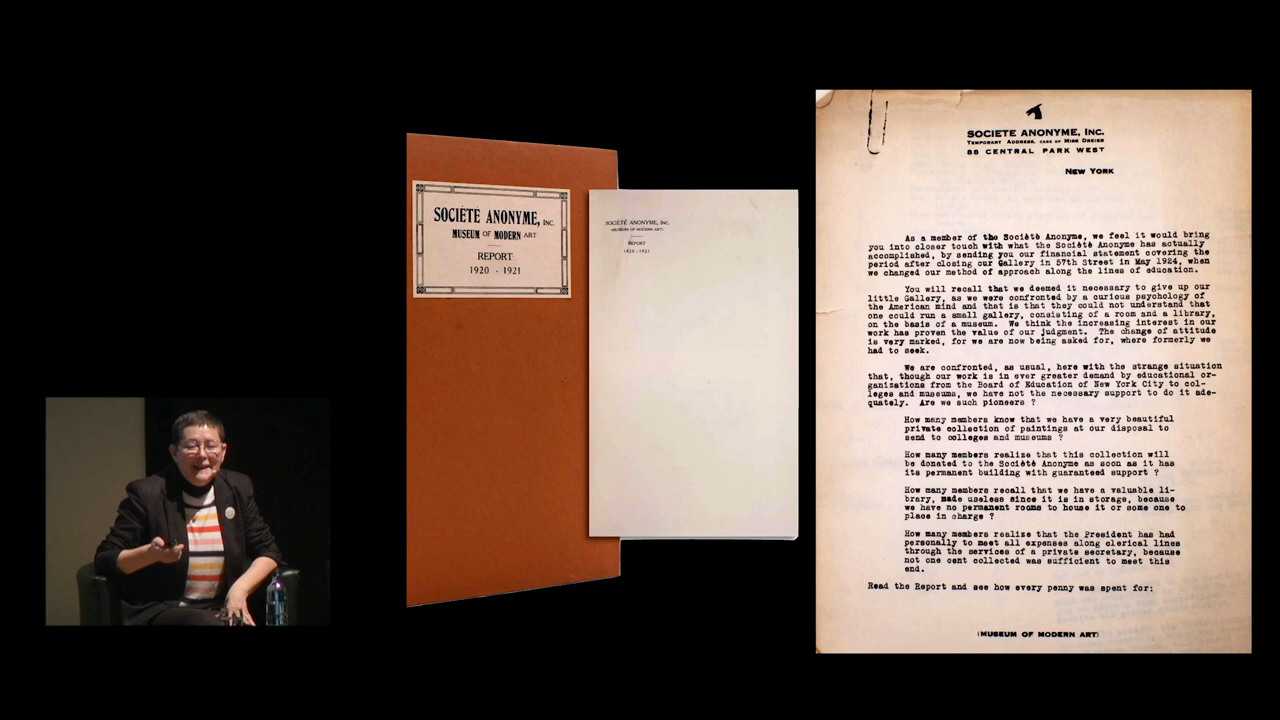 SOCIÉTÉ ANONYME, INC.
MUSEUM OF MODERN ART
REPORT
1920 - 1921
SOCIÉTÉ ANONYME, INC.
(MUSEUM OF MODERN ART)
REPORT
1920 - 1921
SOCIETE ANONYME, INC.
TEMPORARY ADDRESS, CARE OF MISS DREIER
88 CENTRAL PARK WEST
NEW YORK
As a member of the Société Anonyme, we feel it would bring
you into closer touch with what the Société Anonyme has actually
accomplished, by sending you our financial statement covering the
period after closing our Gallery in 57th Street in May 1924, when
we changed our method of approach along the lines of education.
You will recall that we deemed it necessary to give up our
little Gallery, as we were confronted by a curious psychology of
the American mind and that is that they could not understand that
one could run a small gallery, consisting of a room and a library,
on the basis of a museum. We think the increasing interest in our
work has proven the value of our judgment. The change of attitude
is very marked, for we are now being asked for, where formerly we
had to seek.
We are confronted, as usual, here with the strange situation
that, though our work is in ever greater demand by educational or-
ganizations from the Board of Education of New York City to col-
leges and museums, we have not the necessary support to do it ade-
quately. Are we such pioneers ?
How many members know that we have a very beautiful
private collection of paintings at our disposal to
send to colleges and museums ?
How many members realize that this collection will
be donated to the Société Anonyme as soon as it has
its permanent building with guaranteed support ?
How many members recall that we have a valuable li-
brary, made useless since it is in storage, because
we have no permanent rooms to house it or some one to
place in charge ?
How many members realize that the President has had
personally to meet all expenses along clerical lines
through the services of a private secretary, because
not one cent collected was sufficient to meet this
end.
Read the Report and see how every penny was spent for:
(MUSEUM OF MODERN ART)